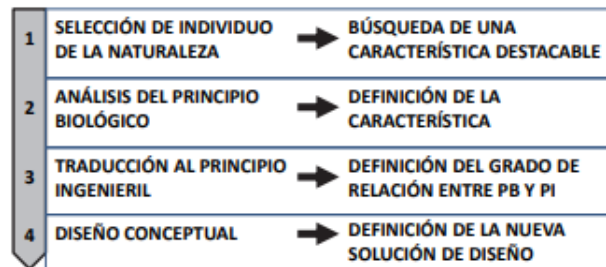 1
SELECCIÓN DE INDIVIDUO
DE LA NATURALEZA
BÚSQUEDA DE UNA
CARACTERÍSTICA DESTACABLE
2
ANÁLISIS DEL PRINCIPIO
BIOLÓGICO
DEFINICIÓN DE LA
CARACTERÍSTICA
3
TRADUCCIÓN AL PRINCIPIO
INGENIERIL
DEFINICIÓN DEL GRADO DE
RELACIÓN ENTRE PB Y PI
4
DISEÑO CONCEPTUAL
DEFINICIÓN DE LA NUEVA
SOLUCIÓN DE DISEÑO